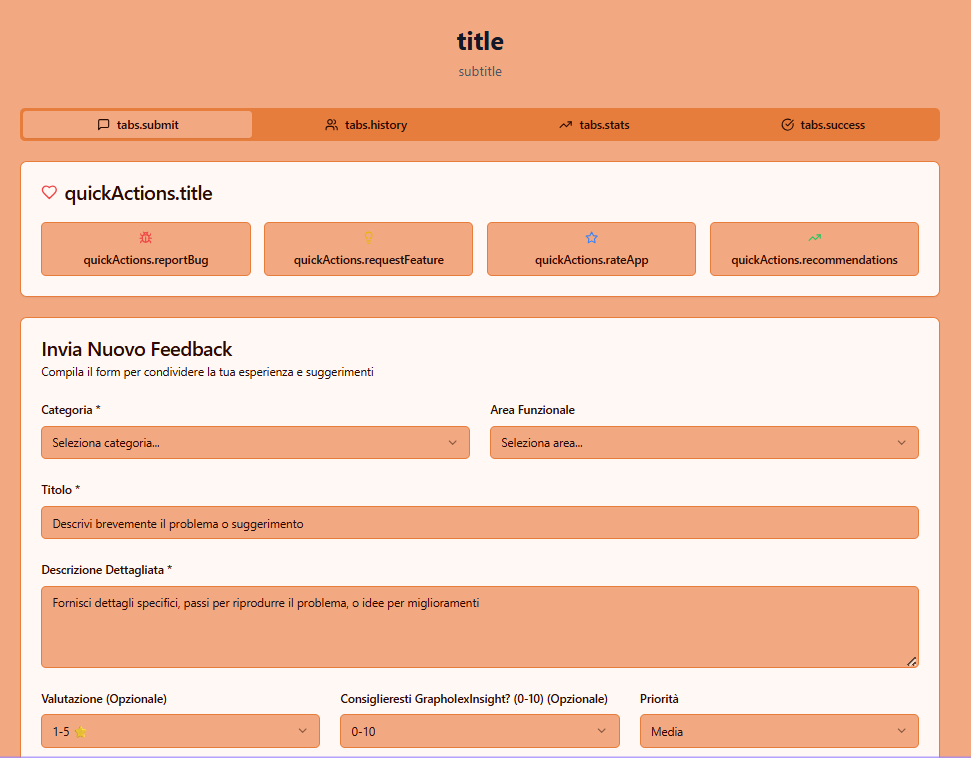 title
subtitle
tabs.submit tabs.history tabs.stats tabs.success
quickActions.title
quickActions.reportBug quickActions.requestFeature quickActions.rateApp quickActions.recommendations
Invia Nuovo Feedback
Compila il form per condividere la tua esperienza e suggerimenti
Categoria * Area Funzionale
Seleziona categoria... Seleziona area...
Titolo *
Descrivi brevemente il problema o suggerimento
Descrizione Dettagliata *
Fornisci dettagli specifici, passi per riprodurre il problema, o idee per miglioramenti
Valutazione (Opzionale) Consiglieresti GrapholexInsight? (0-10) (Opzionale) Priorità
1-5 ⭐ 0-10 Media